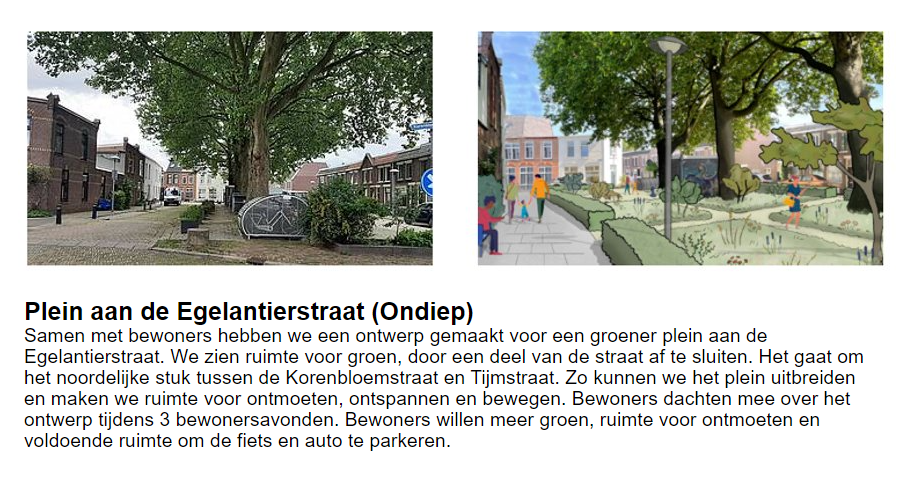 Plein aan de Egelantierstraat (Ondiep)
Samen met bewoners hebben we een ontwerp gemaakt voor een groener plein aan de
Egelantierstraat. We zien ruimte voor groen, door een deel van de straat af te sluiten. Het gaat om
het noordelijke stuk tussen de Korenbloemstraat en Tijmstraat. Zo kunnen we het plein uitbreiden
en maken we ruimte voor ontmoeten, ontspannen en bewegen. Bewoners dachten mee over het
ontwerp tijdens 3 bewonersavonden. Bewoners willen meer groen, ruimte voor ontmoeten en
voldoende ruimte om de fiets en auto te parkeren.